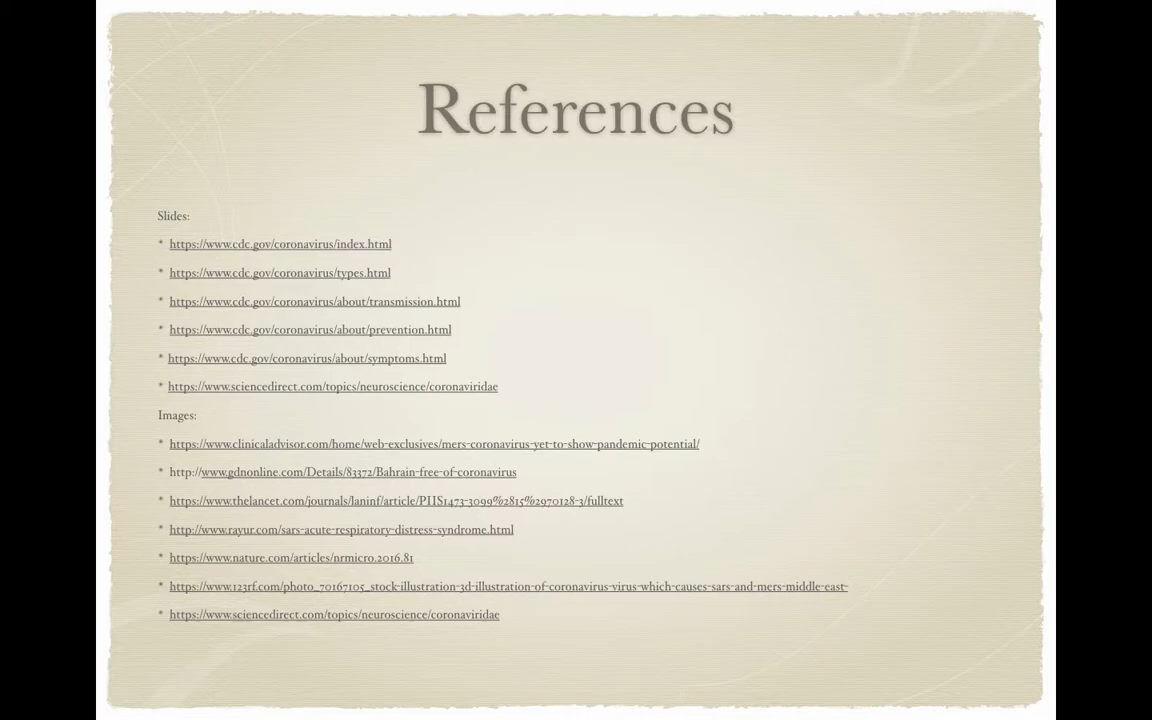 References
Slides:
* https://www.cdc.gov/coronavirus/index.html
* https://www.cdc.gov/coronavirus/types.html
* https://www.cdc.gov/coronavirus/about/transmission.html
* https://www.cdc.gov/coronavirus/about/prevention.html
* https://www.cdc.gov/coronavirus/about/symptoms.html
* https://www.sciencedirect.com/topics/neuroscience/coronaviridae
Images:
* https://www.clinicaladvisor.com/home/web-exclusives/mers-coronavirus-yet-to-show-pandemic-potential/
* http://www.gdnonline.com/Details/83372/Bahrain-free-of-coronavirus
* https://www.thelancet.com/journals/laninf/article/PIIS1473-3099%2815%2970128-3/fulltext
* http://www.rayur.com/sars-acute-respiratory-distress-syndrome.html
* https://www.nature.com/articles/nrmicro.2016.81
* https://www.123rf.com/photo_70167105_stock-illustration-3d-illustration-of-coronavirus-virus-which-causes-sars-and-mers-middle-east-
* https://www.sciencedirect.com/topics/neuroscience/coronaviridae